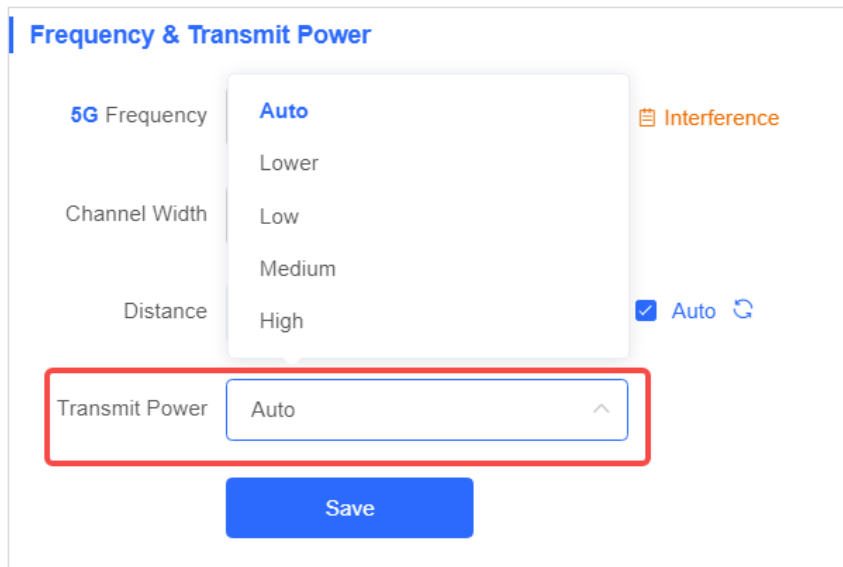 Frequency & Transmit Power
5G Frequency
Auto
Interference
Lower
Channel Width
Low
Medium
Distance
High
Auto
Transmit Power
Auto
Save